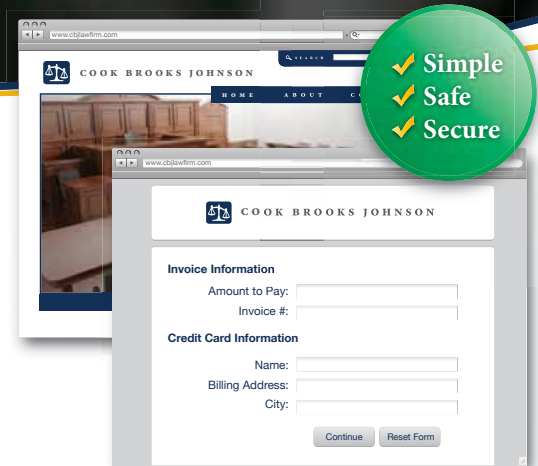 www.cbjlawfirm.com
Q
SEARCH
COOK BROOKS JOHNSON
HOME ABOUT
Simple
Safe
Secure
www.cbjlawfirm.com
COOK BROOKS JOHNSON
Invoice Information
Amount to Pay:
Invoice #:
Credit Card Information
Name:
Billing Address:
City:
Continue Reset Form